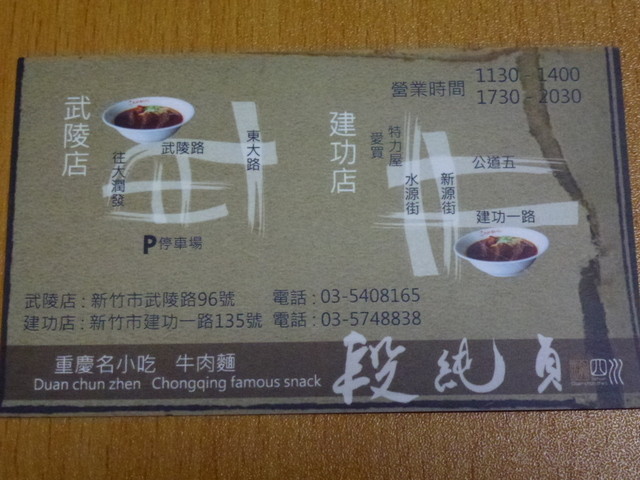 營業時間 1130 - 1400
1730 - 2030
武陵店
武陵路
東大路
往大潤發
P停車場
建功店
特力屋
愛買
公道五
水源街
新源街
建功一路
武陵店 : 新竹市武陵路96號 電話 : 03-5408165
建功店 : 新竹市建功一路135號 電話 : 03-5748838
重慶名小吃 牛肉麵
Duan chun zhen Chongqing famous snack
段純貞
四川